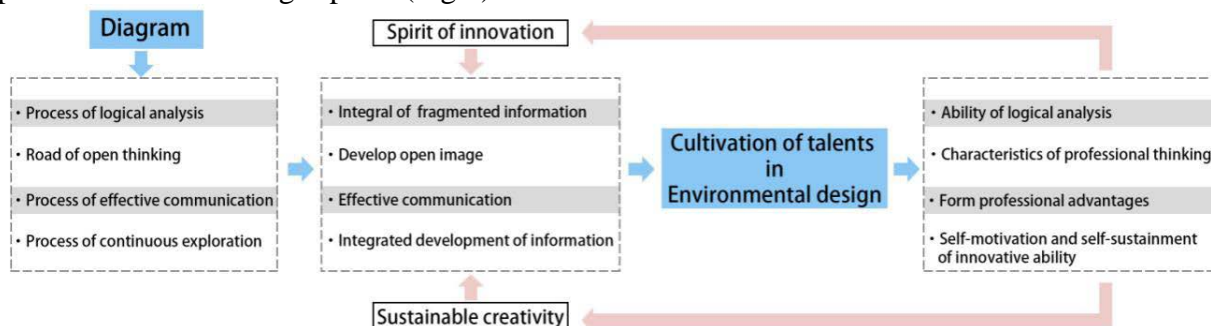 Diagram
Spirit of innovation
· Process of logical analysis
· Road of open thinking
· Process of effective communication
· Process of continuous exploration
· Integral of fragmented information
· Develop open image
· Effective communication
· Integrated development of information
Cultivation of talents
in
Environmental design
· Ability of logical analysis
· Characteristics of professional thinking
· Form professional advantages
· Self-motivation and self-sustainment
of innovative ability
Sustainable creativity